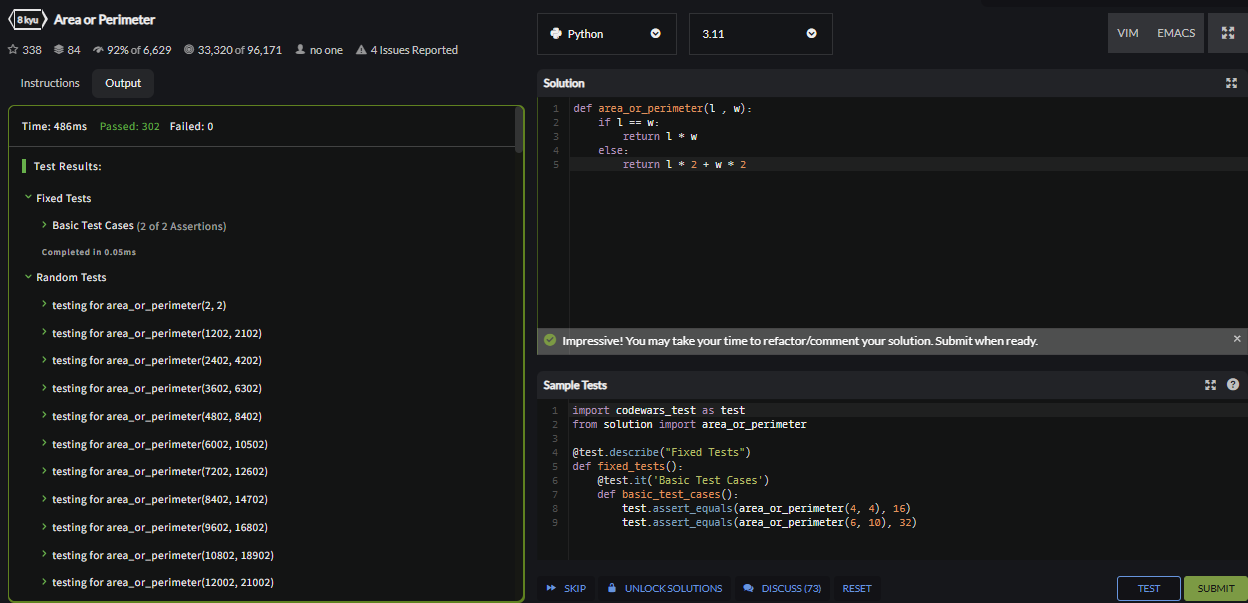 8 kyu Area or Perimeter
338 84 92% of 6,629 33,320 of 96,171 no one 4 Issues Reported
Instructions Output
Time: 486ms Passed: 302 Failed: 0
Test Results:
Fixed Tests
Basic Test Cases (2 of 2 Assertions)
Completed in 0.05ms
Random Tests
testing for area_or_perimeter(2, 2)
testing for area_or_perimeter(1202, 2102)
testing for area_or_perimeter(2402, 4202)
testing for area_or_perimeter(3602, 6302)
testing for area_or_perimeter(4802, 8402)
testing for area_or_perimeter(6002, 10502)
testing for area_or_perimeter(7202, 12602)
testing for area_or_perimeter(8402, 14702)
testing for area_or_perimeter(9602, 16802)
testing for area_or_perimeter(10802, 18902)
testing for area_or_perimeter(12002, 21002)
Python 3.11 VIM EMACS
Solution
1 def area_or_perimeter(l , w):
2 if l == w:
3 return l * w
4 else:
5 return l * 2 + w * 2
Impressive! You may take your time to refactor/comment your solution. Submit when ready. ×
Sample Tests ?
1 import codewars_test as test
2 from solution import area_or_perimeter
3
4 @test.describe("Fixed Tests")
5 def fixed_tests():
6 @test.it('Basic Test Cases')
7 def basic_test_cases():
8 test.assert_equals(area_or_perimeter(4, 4), 16)
9 test.assert_equals(area_or_perimeter(6, 10), 32)
SKIP UNLOCK SOLUTIONS DISCUSS (73) RESET TEST SUBMIT